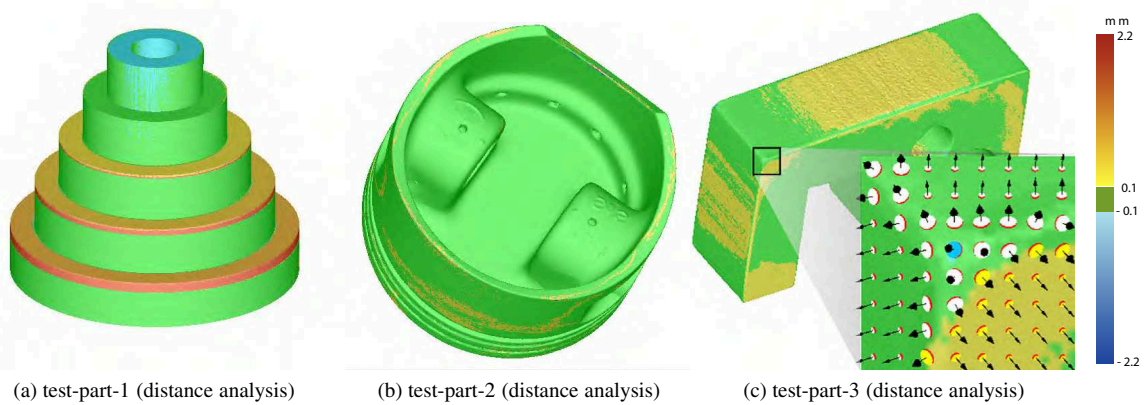 m m
2.2
0.1
- 0.1
- 2.2
(a) test-part-1 (distance analysis)
(b) test-part-2 (distance analysis)
(c) test-part-3 (distance analysis)